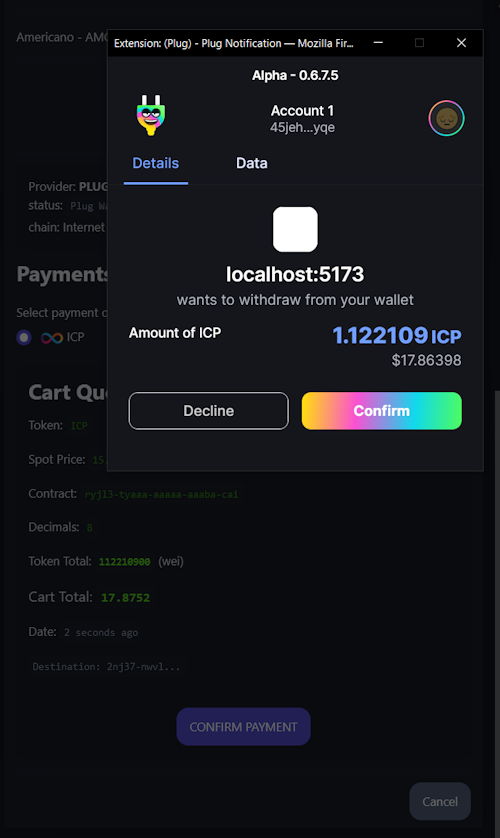 Extension: (Plug) - Plug Notification — Mozilla Fir...
Americano - AMO
Alpha - 0.6.7.5
Account 1
45jeh...yqe
Details
Data
Provider: PLUG
status: Plug Wa
chain: Internet
localhost:5173
wants to withdraw from your wallet
Payments
Select payment o
ICP
Amount of ICP
1.122109 ICP
$17.86398
Decline
Confirm
Cart Qu
Token: ICP
Spot Price: 15.
Contract: ryjl3-tyaaa-aaaaa-aaaba-cai
Decimals: 8
Token Total: 112210900 (wei)
Cart Total: 17.8752
Date: 2 seconds ago
Destination: 2nj37-nwvl...
CONFIRM PAYMENT
Cancel